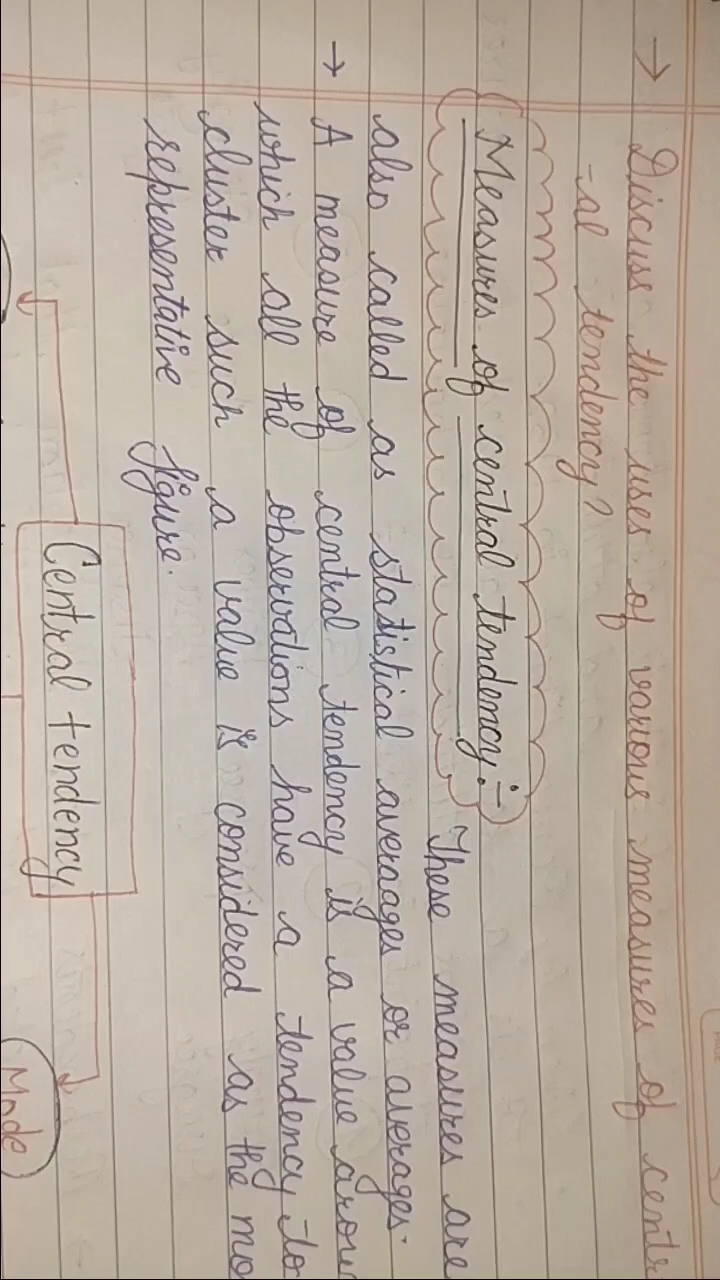 → Discuss the uses of various measures of centr
-al tendency?
Measures of central tendency:- These measures are
also called as statistical averaages or averages.
→ A measure of central tendency is a value arou
which all the observations have a tendency to
cluster such a value is considered as the mo
representative figure.
Central tendency
Mode